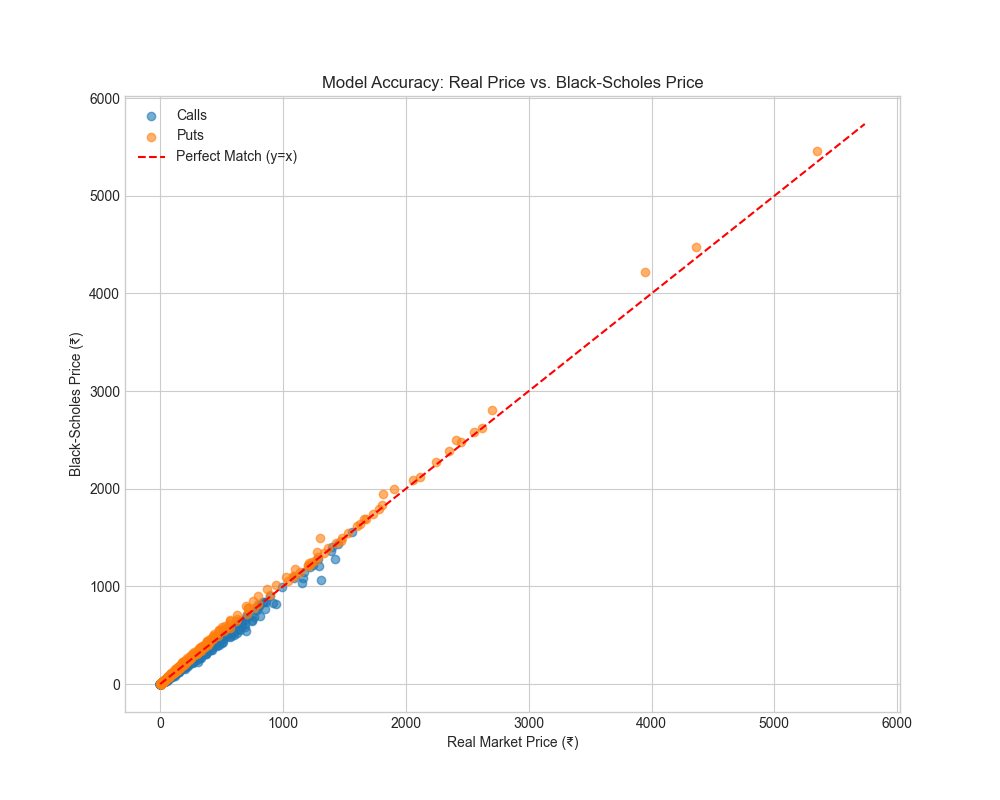 Model Accuracy: Real Price vs. Black-Scholes Price
Calls
Puts
Perfect Match (y=x)
Black-Scholes Price (₹)
6000
5000
4000
3000
2000
1000
0
0 1000 2000 3000 4000 5000 6000
Real Market Price (₹)